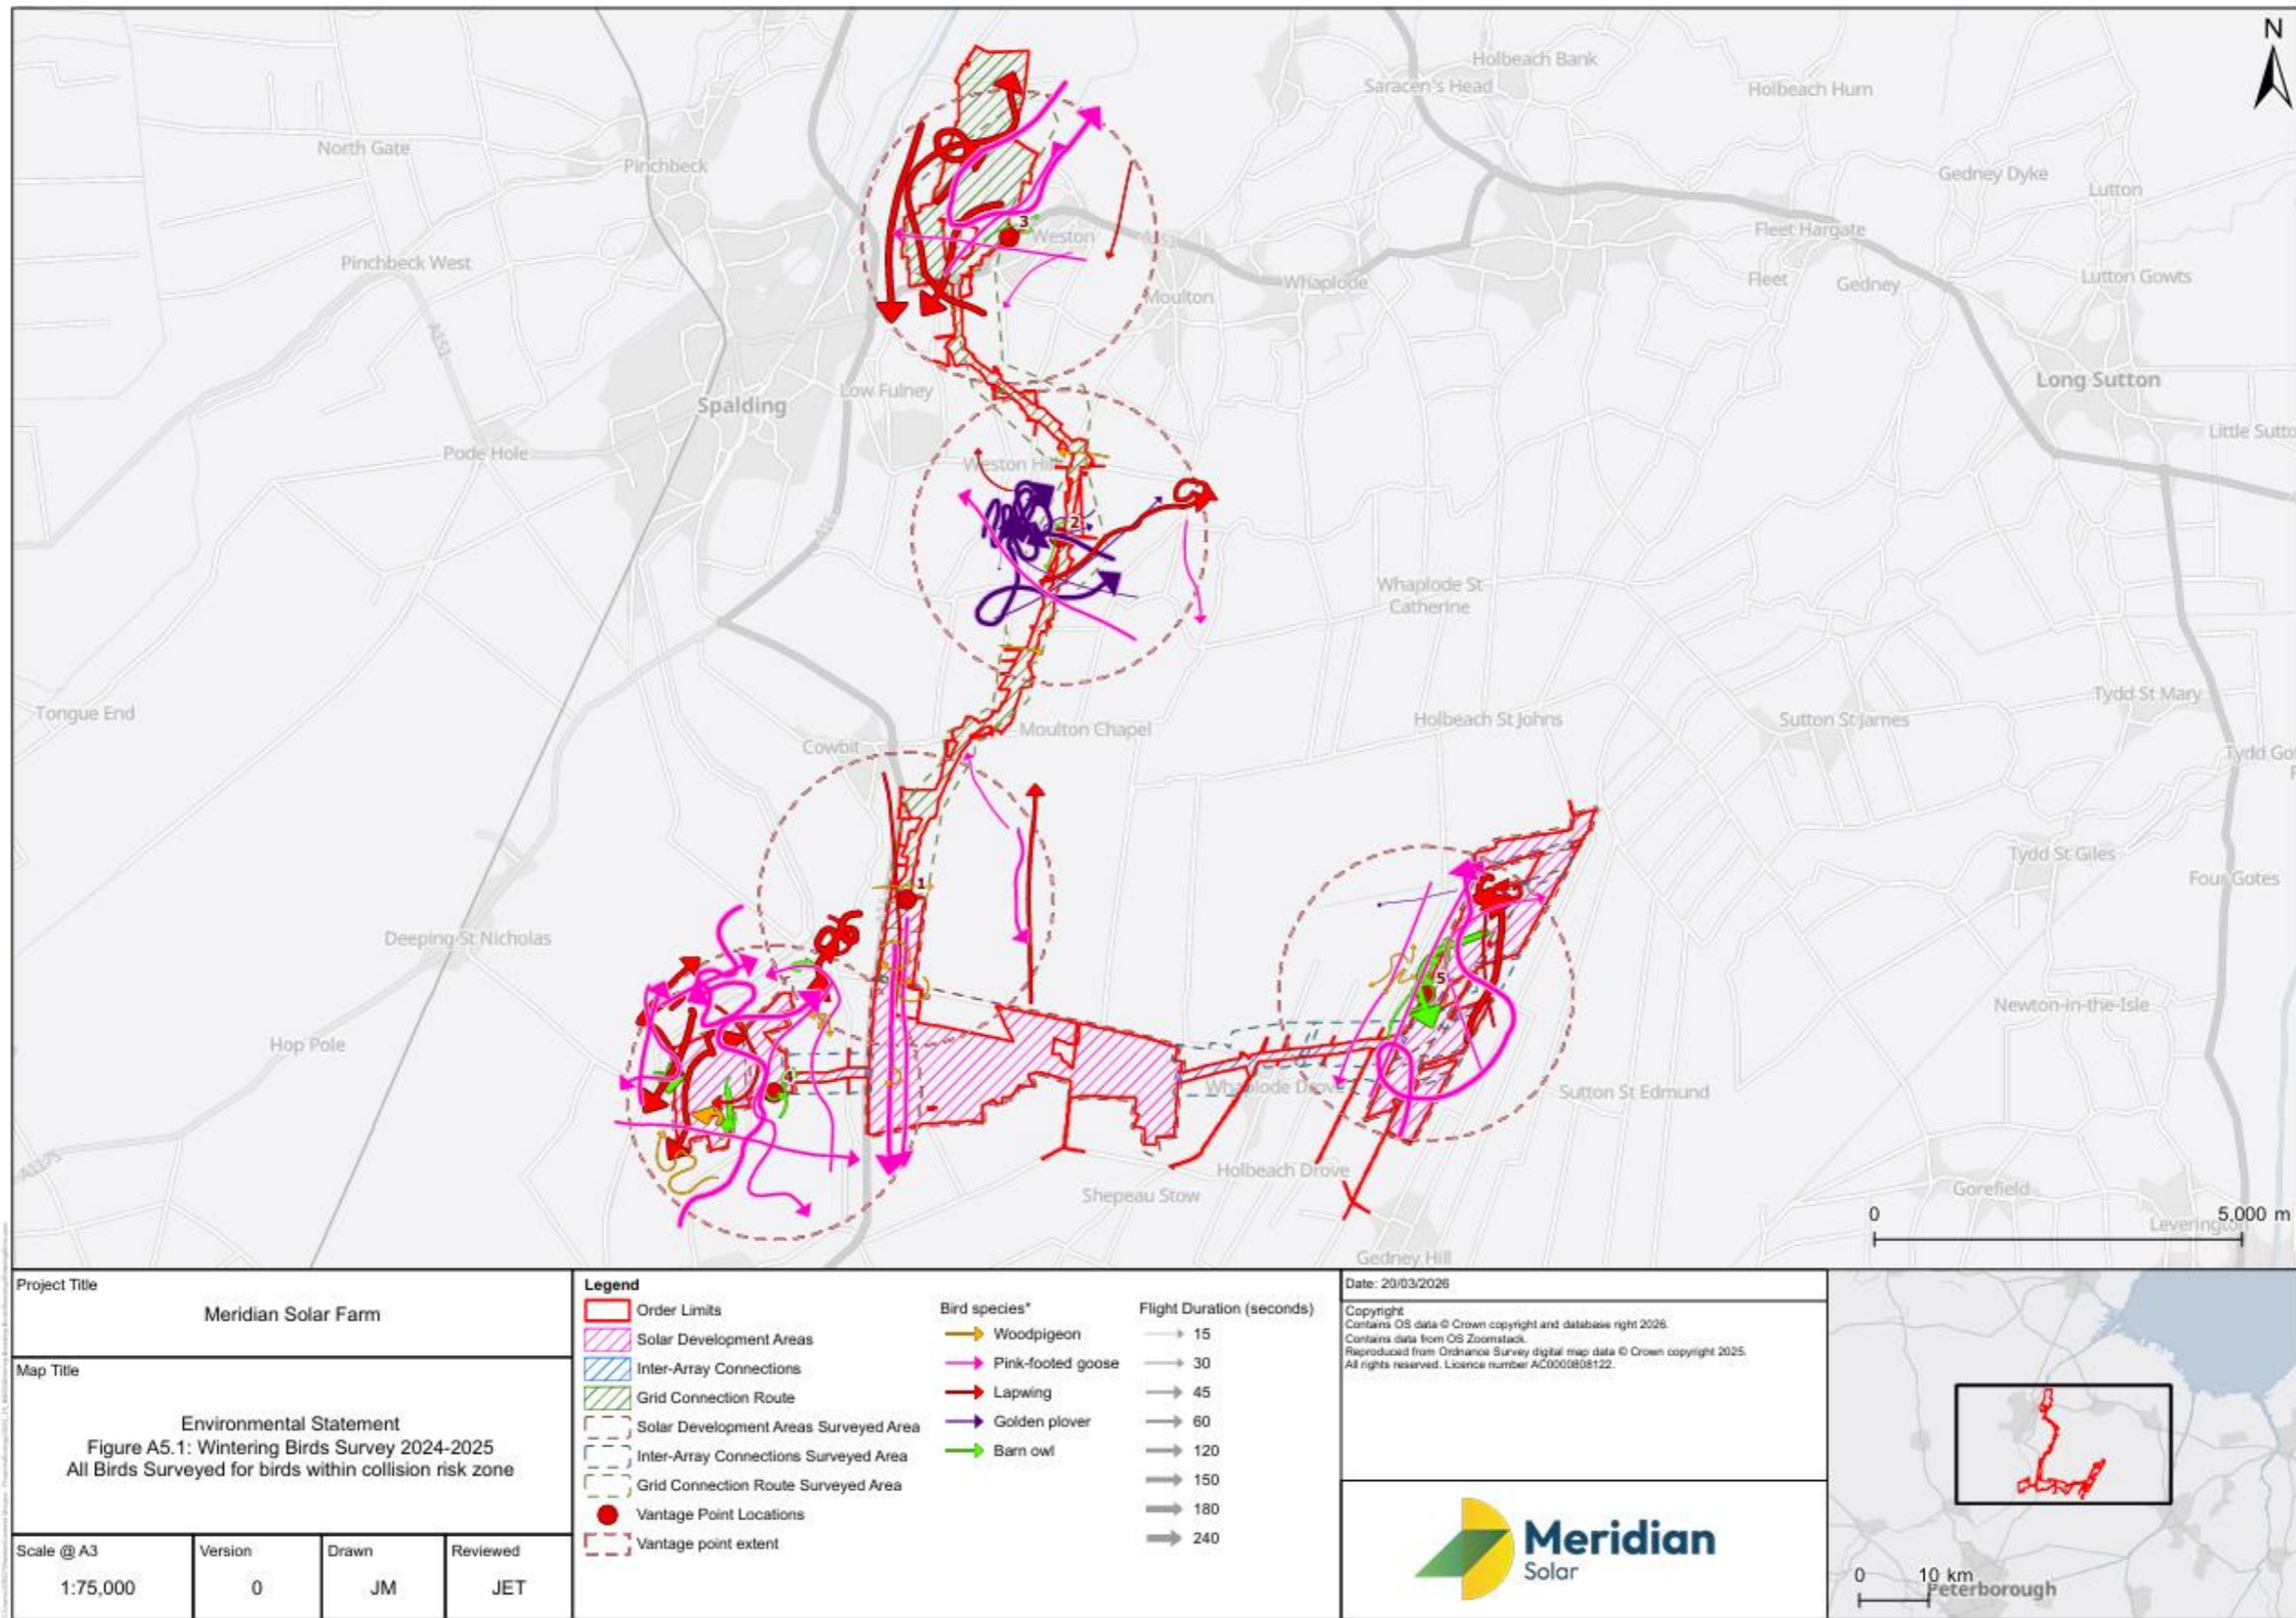 N
Holbeach Bank
Saracen's Head
Holbeach Hurn
North Gate
Pinchbeck
Gedney Dyke
Lutton
3
Weston
A151
Fleet Hargate
Pinchbeck West
Moulton
Whaplode
Fleet
Gedney
Lutton Gowts
A151
Low Fulney
Spalding
Long Sutton
Pode Hole
Weston Hil
Little Sutto
2
A16
Whaplode St
Catherine
Tongue End
Cowbit
Moulton Chapel
Holbeach St Johns
Sutton St James
Tydd St Mary
Tydd Go
Tydd St Giles
Four Gotes
1
Deeping St Nicholas
5
Newton-in-the-Isle
Hop Pole
4
Whaplode Drove
Sutton St Edmund
A1175
Holbeach Drove
Shepeau Stow
Gorefield
Leverington
Gedney Hill
0 5,000 m
Project Title
Meridian Solar Farm
Map Title
Environmental Statement
Figure A5.1: Wintering Birds Survey 2024-2025
All Birds Surveyed for birds within collision risk zone
Scale @ A3
1:75,000
Version
0
Drawn
JM
Reviewed
JET
Legend
Order Limits
Solar Development Areas
Inter-Array Connections
Grid Connection Route
Solar Development Areas Surveyed Area
Inter-Array Connections Surveyed Area
Grid Connection Route Surveyed Area
Vantage Point Locations
Vantage point extent
Bird species*
Woodpigeon
Pink-footed goose
Lapwing
Golden plover
Barn owl
Flight Duration (seconds)
15
30
45
60
120
150
180
240
Date: 20/03/2026
Copyright
Contains OS data © Crown copyright and database right 2026.
Contains data from OS Zoomstack.
Reproduced from Ordnance Survey digital map data © Crown copyright 2025.
All rights reserved. Licence number AC0000808122.
Meridian
Solar
0 10 km
Peterborough